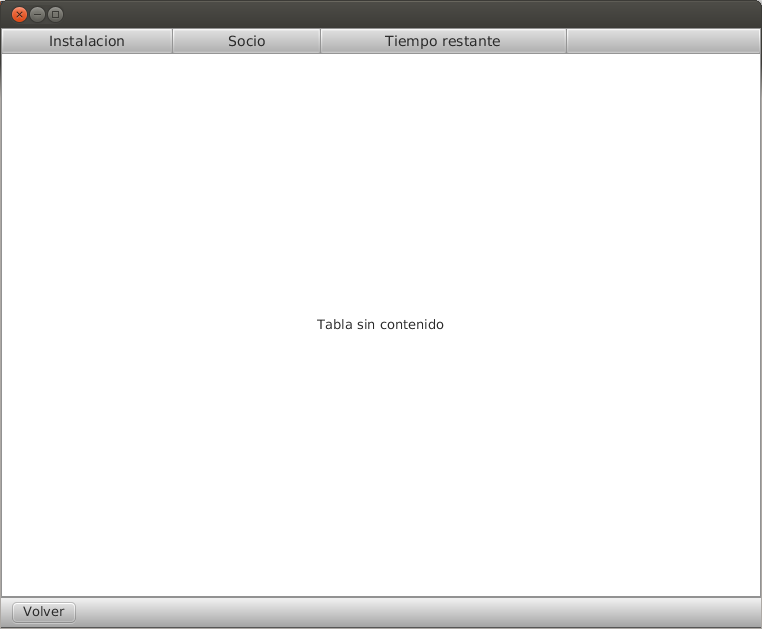 Instalacion Socio Tiempo restante
Tabla sin contenido
Volver